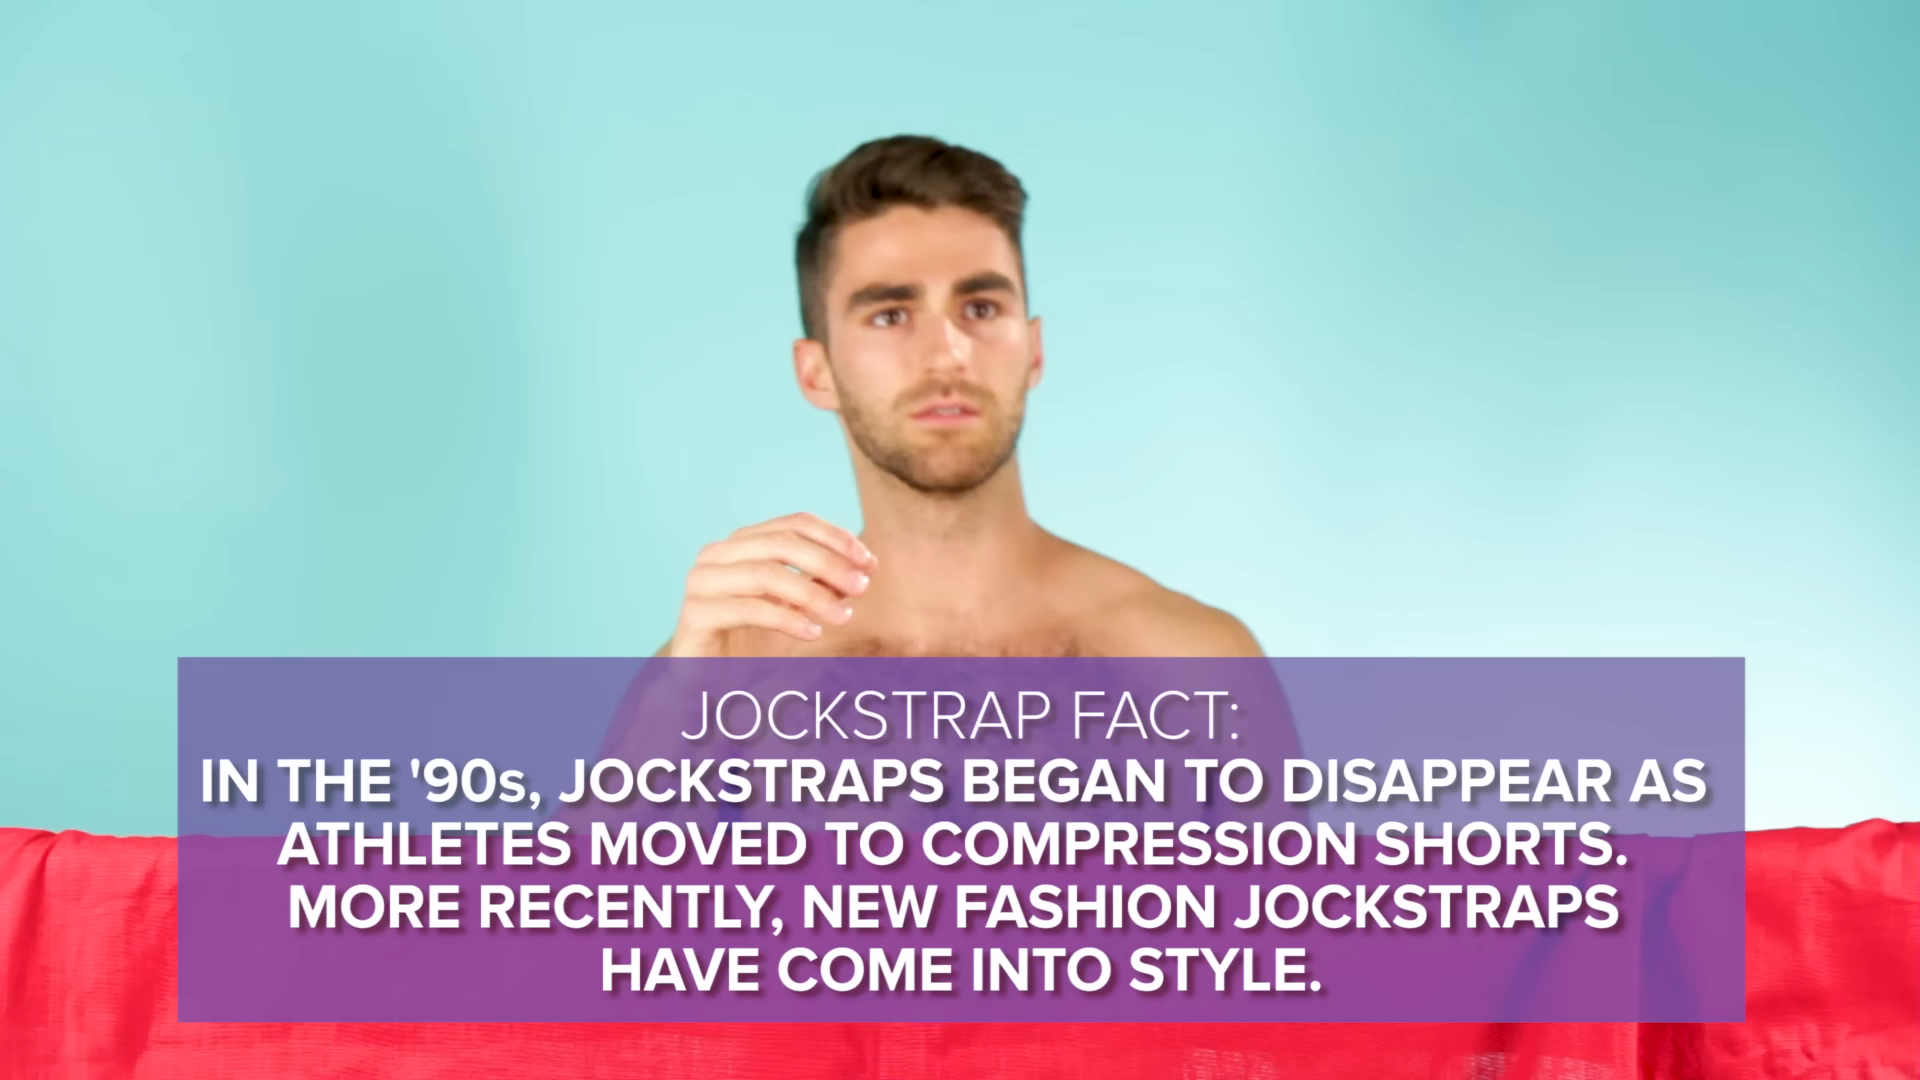 JOCKSTRAP FACT:
IN THE '90s, JOCKSTRAPS BEGAN TO DISAPPEAR AS
ATHLETES MOVED TO COMPRESSION SHORTS.
MORE RECENTLY, NEW FASHION JOCKSTRAPS
HAVE COME INTO STYLE.